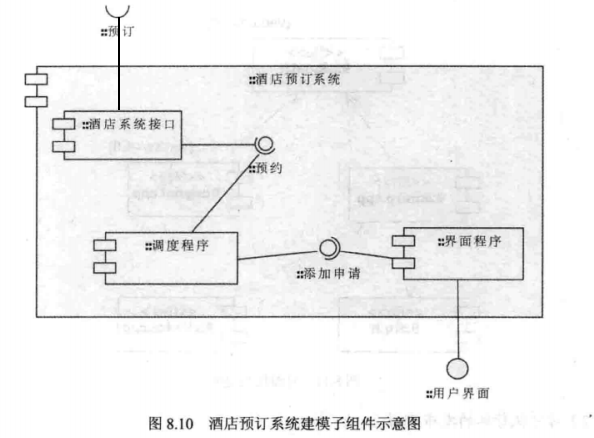 ::预订
::酒店预订系统
::酒店系统接口
::预约
::调度程序
::界面程序
::添加申请
::用户界面
图 8.10 酒店预订系统建模子组件示意图